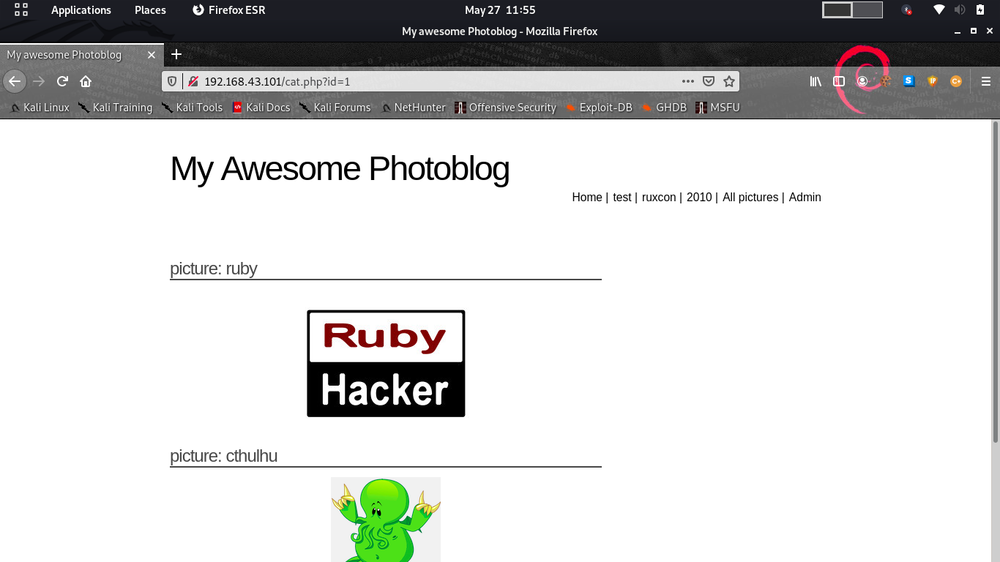 Applications Places Firefox ESR May 27 11:55
My awesome Photoblog - Mozilla Firefox
My awesome Photoblog
192.168.43.101/cat.php?id=1
Kali Linux Kali Training Kali Tools Kali Docs Kali Forums NetHunter Offensive Security Exploit-DB GHDB MSFU
My Awesome Photoblog
Home | test | ruxcon | 2010 | All pictures | Admin
picture: ruby
Ruby
Hacker
picture: cthulhu